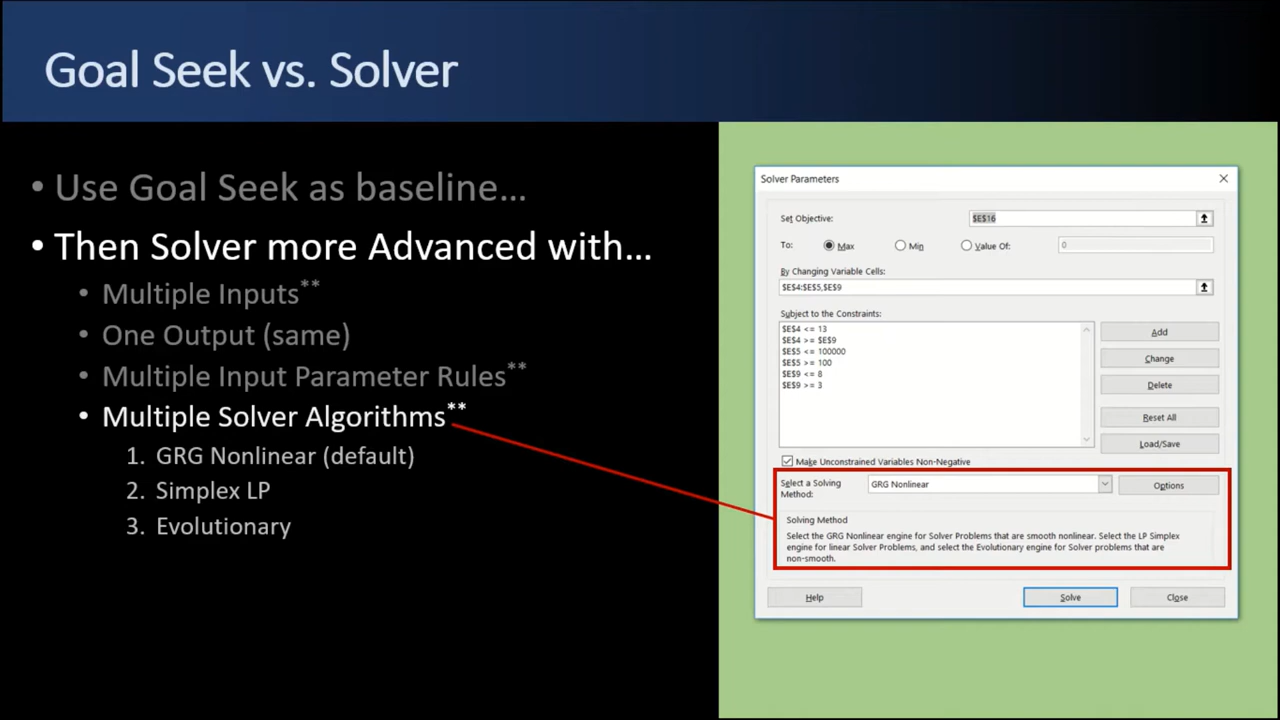 Goal Seek vs. Solver
• Use Goal Seek as baseline...
• Then Solver more Advanced with...
• Multiple Inputs**
• One Output (same)
• Multiple Input Parameter Rules**
• Multiple Solver Algorithms**
1. GRG Nonlinear (default)
2. Simplex LP
3. Evolutionary
Solver Parameters
Set Objective:
$E$16
To:
Max
Min
Value Of:
0
By Changing Variable Cells:
$E$4:$E$5,$E$9
Subject to the Constraints:
$E$4 <= 13
$E$4 >= $E$9
$E$5 <= 100000
$E$5 >= 100
$E$9 <= 8
$E$9 >= 3
Add
Change
Delete
Reset All
Load/Save
Make Unconstrained Variables Non-Negative
Select a Solving
Method:
GRG Nonlinear
Options
Solving Method
Select the GRG Nonlinear engine for Solver Problems that are smooth nonlinear. Select the LP Simplex
engine for linear Solver Problems, and select the Evolutionary engine for Solver problems that are
non-smooth.
Help
Solve
Close